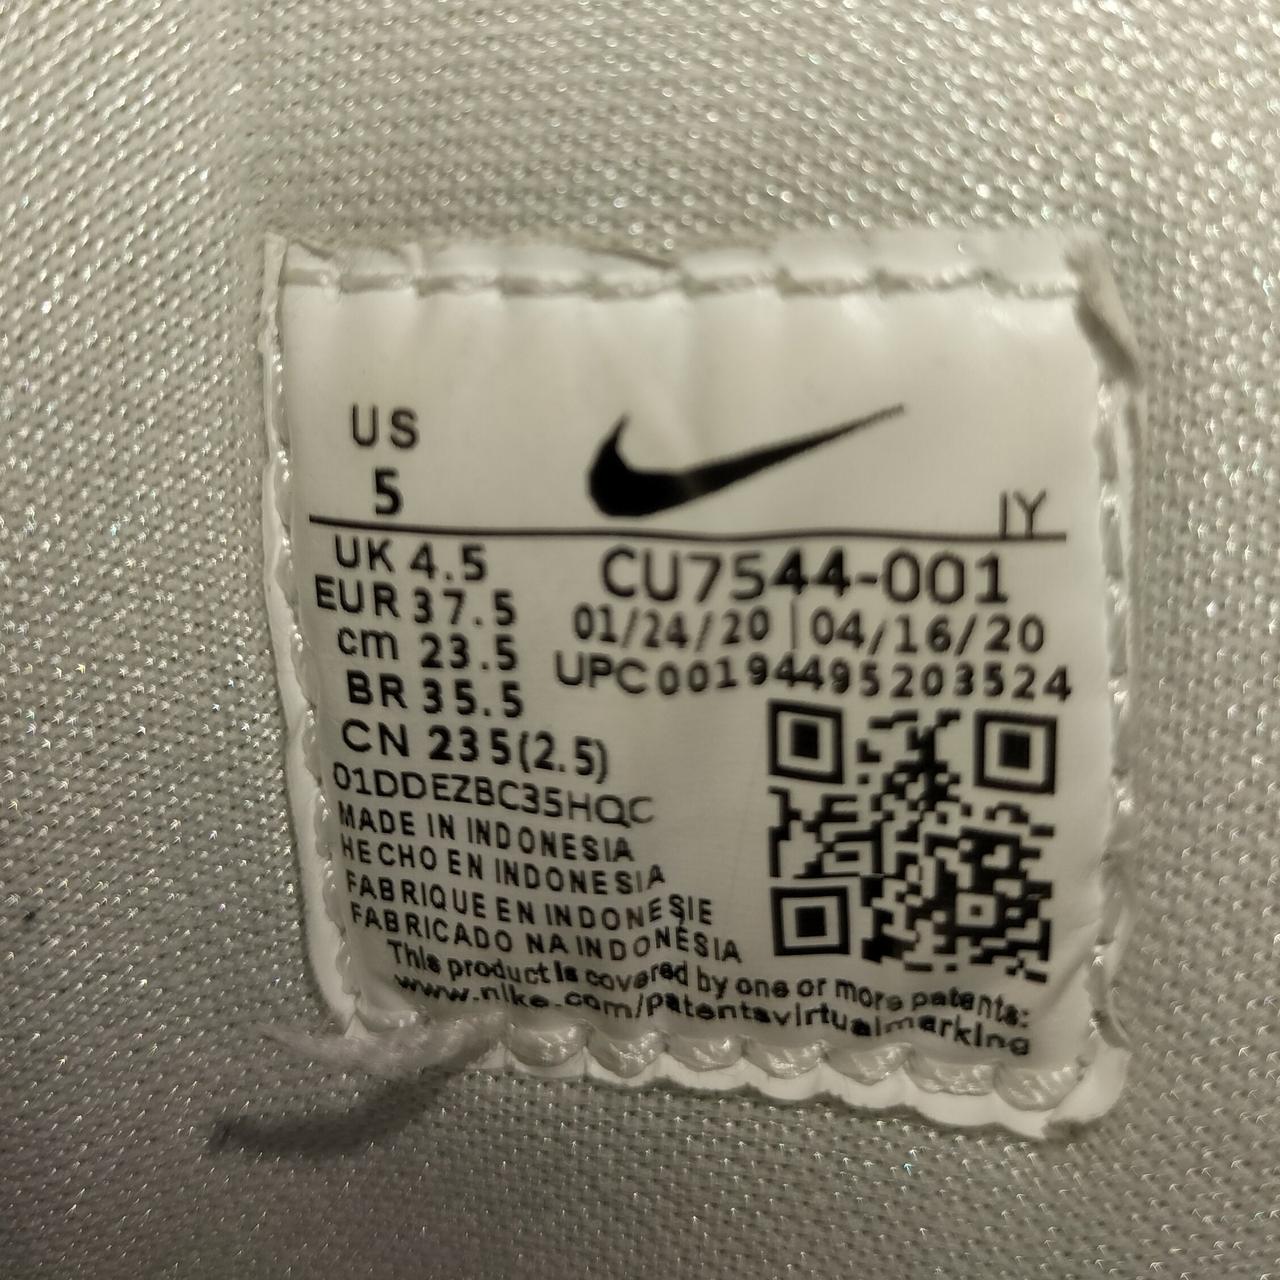 US
5
IY
UK 4.5
EUR 37.5
cm 23.5
BR 35.5
CN 235(2.5)
CU7544-001
01/24/20 | 04/16/20
UPC00194495203524
01DDEZBC35HQC
MADE IN INDONESIA
HECHO EN INDONESIA
FABRIQUE EN INDONESIE
FABRICADO NA INDONÉSIA
This product is covered by one or more patents:
www.nike.com/patentsvirtualmarking